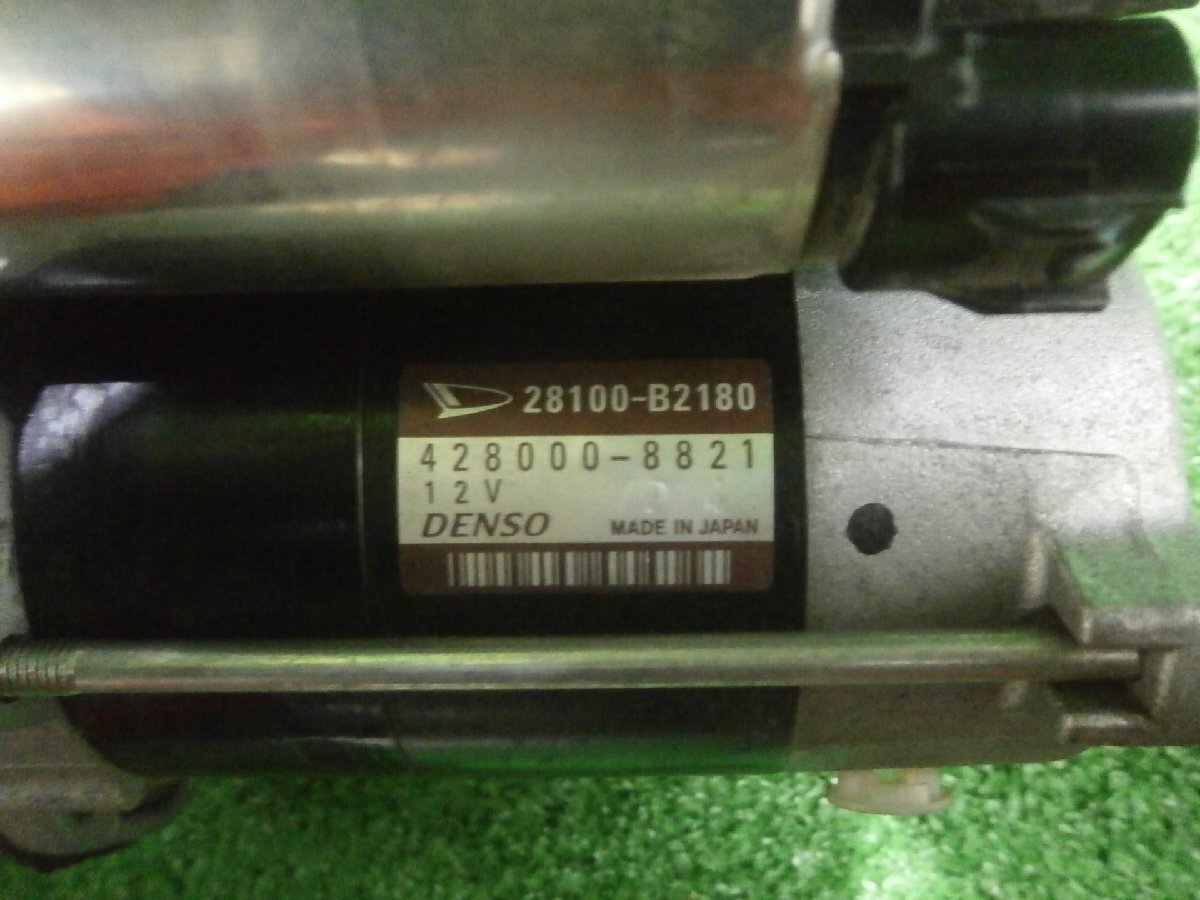 28100-B2180
428000-8821
12V
DENSO MADE IN JAPAN